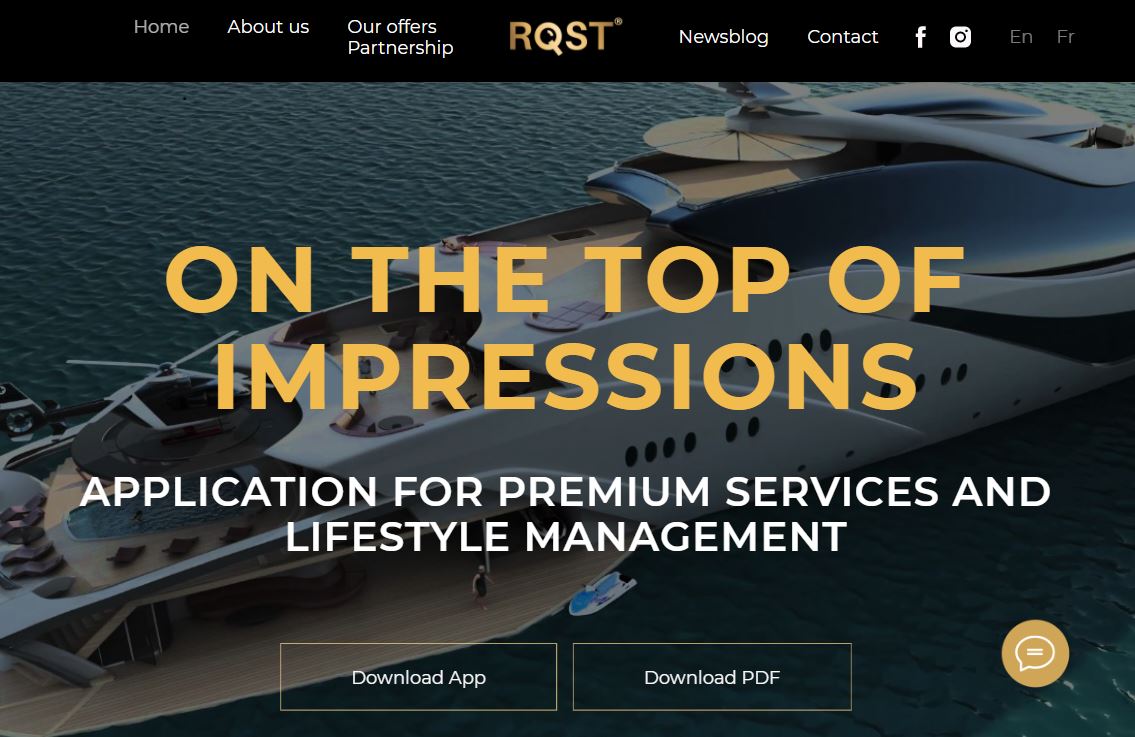 Home
About us
Our offers
Partnership
RQST®
Newsblog
Contact
En
Fr
ON THE TOP OF
IMPRESSIONS
APPLICATION FOR PREMIUM SERVICES AND
LIFESTYLE MANAGEMENT
Download App
Download PDF